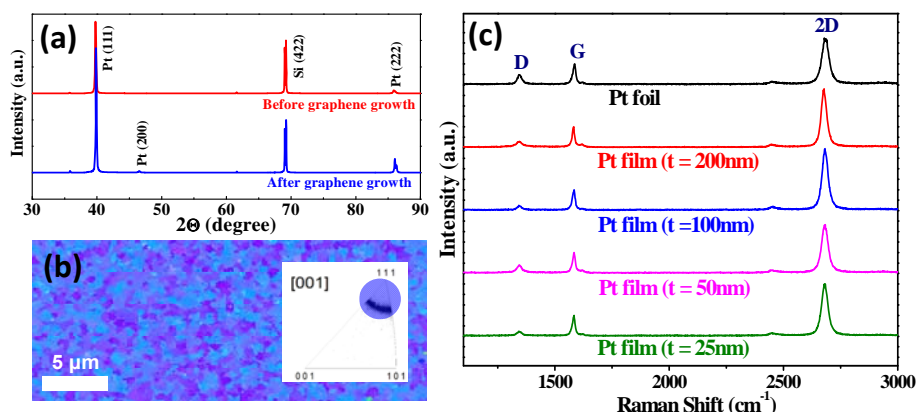 (a)
Intensity (a.u.)
Pt (111)
Si (422)
Pt (222)
Before graphene growth
Pt (200)
After graphene growth
30 40 50 60 70 80 90
2Θ (degree)
(b)
[001]
111
001
101
5 µm
(c)
Intensity (a.u.)
D
G
2D
Pt foil
Pt film (t = 200nm)
Pt film (t =100nm)
Pt film (t = 50nm)
Pt film (t = 25nm)
1500 2000 2500 3000
Raman Shift (cm⁻¹)